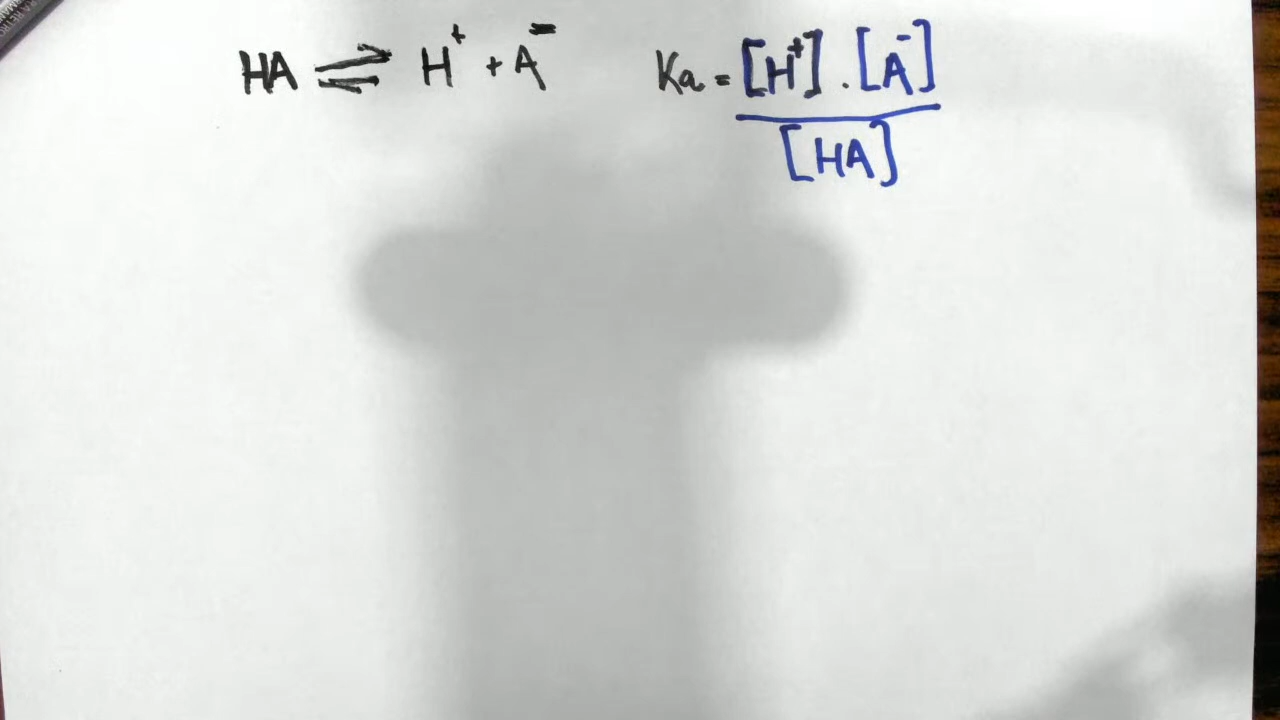 HA ⇌ H⁺ + A⁻ Ka = [H⁺] . [A⁻]
[HA]